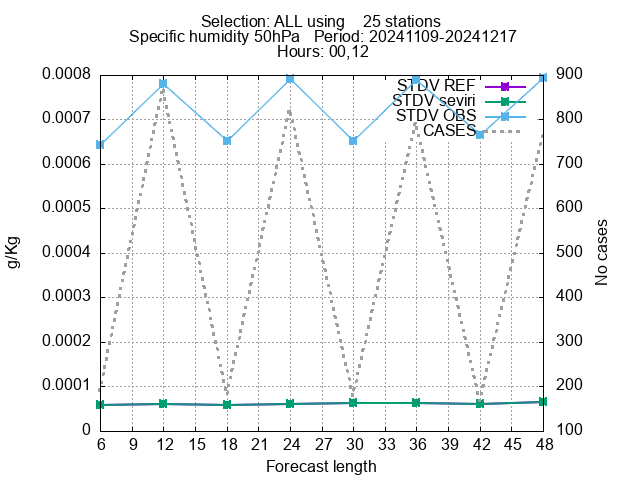 Selection: ALL using    25 stations
Specific humidity 50hPa   Period: 20241109-20241217
Hours: 00,12
STDV REF
STDV seviri
STDV OBS
CASES
g/Kg
0.0008
0.0007
0.0006
0.0005
0.0004
0.0003
0.0002
0.0001
0
900
800
700
600
500
400
300
200
100
No cases
6 9 12 15 18 21 24 27 30 33 36 39 42 45 48
Forecast length